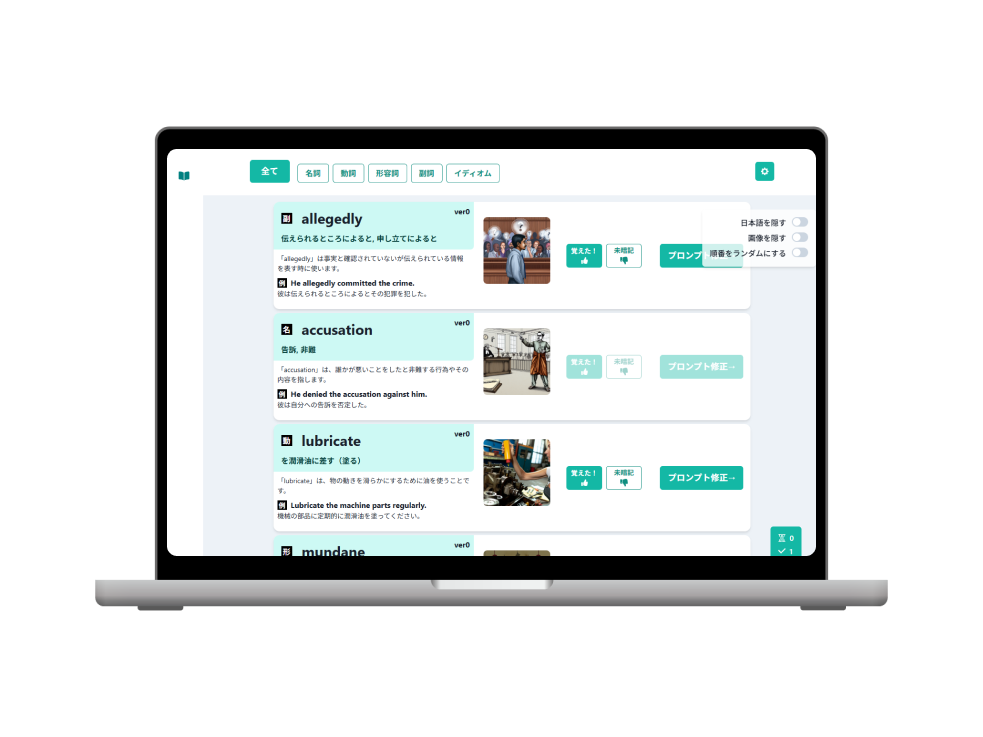 全て 名詞 動詞 形容詞 副詞 イディオム
日本語を隠す
画像を隠す
順番をランダムにする
副 allegedly ver0
伝えられるところによると, 申し立てによると
「allegedly」は事実と確認されていないが伝えられている情報
を表す時に使います。
例 He allegedly committed the crime.
彼は伝えられるところによるとその犯罪を犯した。
覚えた！ 未暗記 プロンプ
名 accusation ver0
告訴, 非難
「accusation」は、誰かが悪いことをしたと非難する行為やその
内容を指します。
例 He denied the accusation against him.
彼は自分への告訴を否定した。
覚えた！ 未暗記 プロンプト修正→
動 lubricate ver0
を潤滑油に差す（塗る）
「lubricate」は、物の動きを滑らかにするために油を使うことで
す。
例 Lubricate the machine parts regularly.
機械の部品に定期的に潤滑油を塗ってください。
覚えた！ 未暗記 プロンプト修正→
形 mundane ver0
0
1